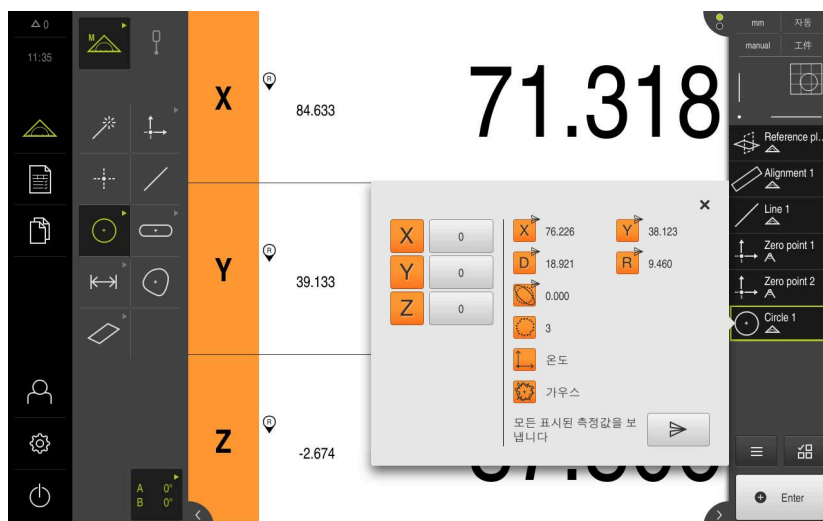 △ 0
11:35
M
A 0°
B 0°
X
R
84.633
71.318
Y
R
39.133
Z
R
-2.674
X 0
Y 0
Z 0
X 76.226 Y 38.123
D 18.921 R 9.460
0.000
3
온도
가우스
모든 표시된 측정값을 보
냅니다
mm 자동
manual 工件
Reference pl...
Alignment 1
Line 1
Zero point 1
Zero point 2
Circle 1
Enter